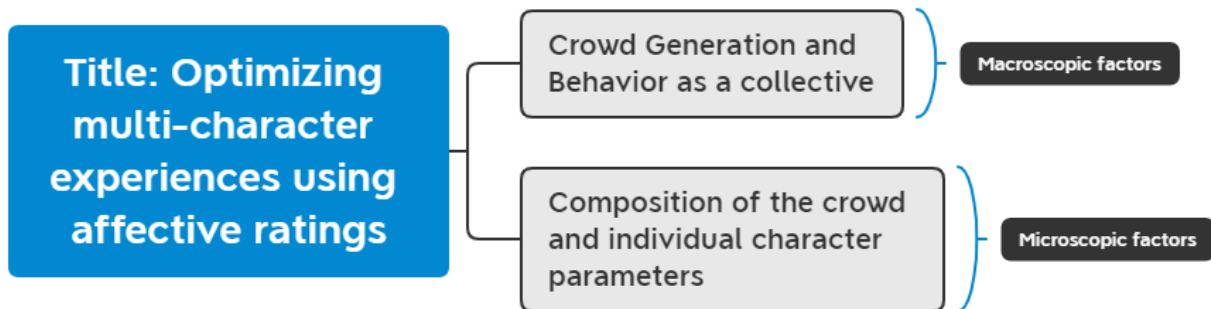 Title: Optimizing
multi-character
experiences using
affective ratings
Crowd Generation and
Behavior as a collective
Macroscopic factors
Composition of the crowd
and individual character
parameters
Microscopic factors